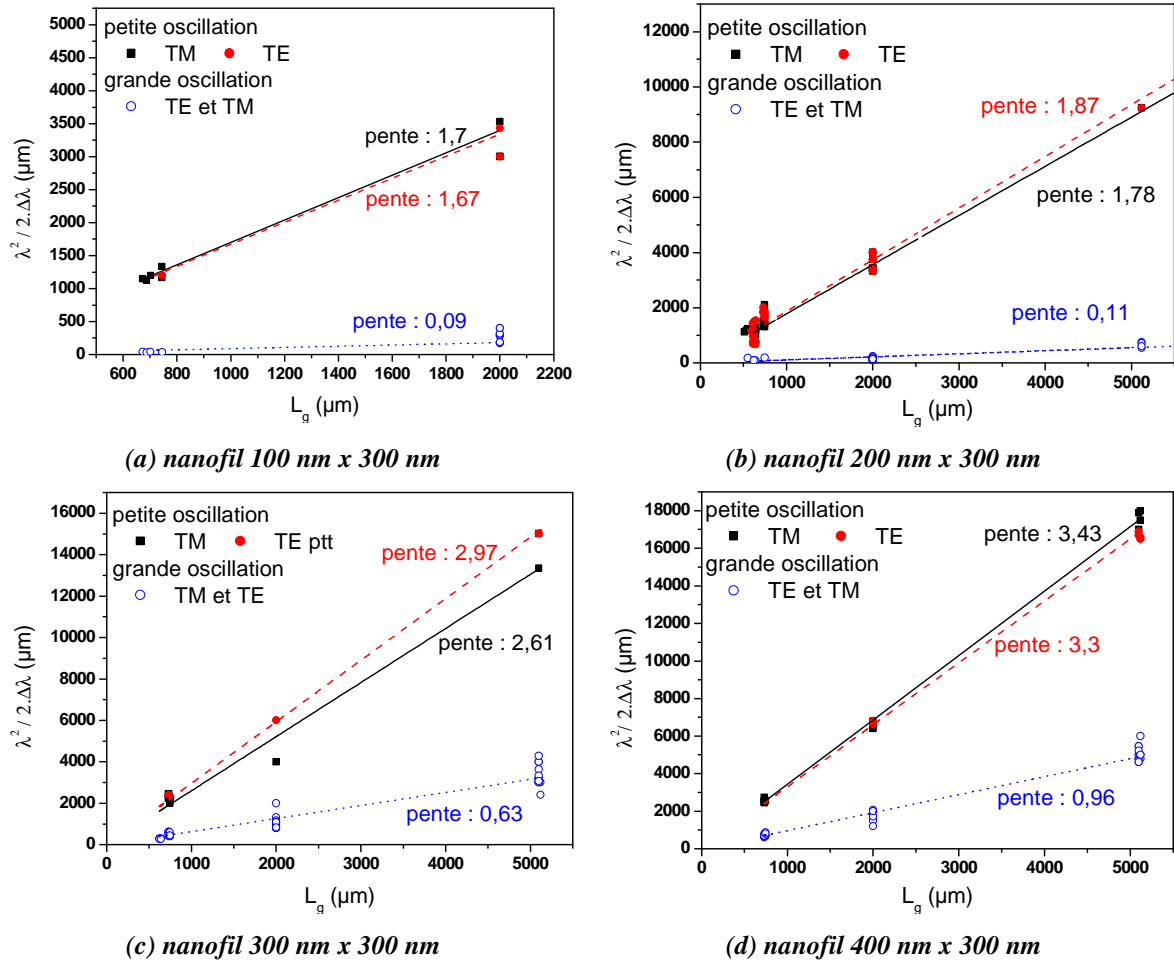 petite oscillation
TM TE
grande oscillation
TE et TM
pente : 1,7
pente : 1,67
pente : 0,09
5000
4500
4000
3500
3000
2500
2000
1500
1000
500
0
600 800 1000 1200 1400 1600 1800 2000 2200
λ² / 2.Δλ (µm)
L_g (µm)
(a) nanofil 100 nm x 300 nm
petite oscillation
TM TE
grande oscillation
TE et TM
pente : 1,87
pente : 1,78
pente : 0,11
12000
10000
8000
6000
4000
2000
0
0 1000 2000 3000 4000 5000
λ² / 2.Δλ (µm)
L_g (µm)
(b) nanofil 200 nm x 300 nm
petite oscillation
TM TE ptt
grande oscillation
TM et TE
pente : 2,97
pente : 2,61
pente : 0,63
16000
14000
12000
10000
8000
6000
4000
2000
0
0 1000 2000 3000 4000 5000
λ² / 2.Δλ (µm)
L_g (µm)
(c) nanofil 300 nm x 300 nm
petite oscillation
TM TE
grande oscillation
TE et TM
pente : 3,43
pente : 3,3
pente : 0,96
18000
16000
14000
12000
10000
8000
6000
4000
2000
0
0 1000 2000 3000 4000 5000
λ² / 2.Δλ (µm)
L_g (µm)
(d) nanofil 400 nm x 300 nm